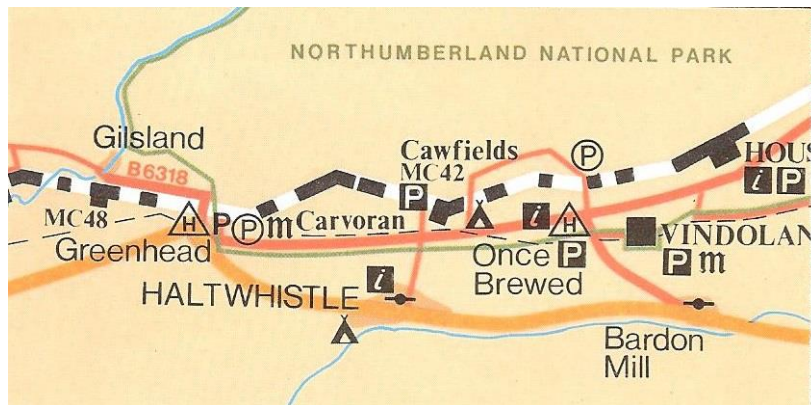 NORTHUMBERLAND NATIONAL PARK
Gilsland
B6318
Cawfields
MC42
P
P
HOUS
i P
MC48
H
P P m Carvoran
i
H
Greenhead
Once P
Brewed
VINDOLAN
P m
i
HALTWHISTLE
Bardon
Mill